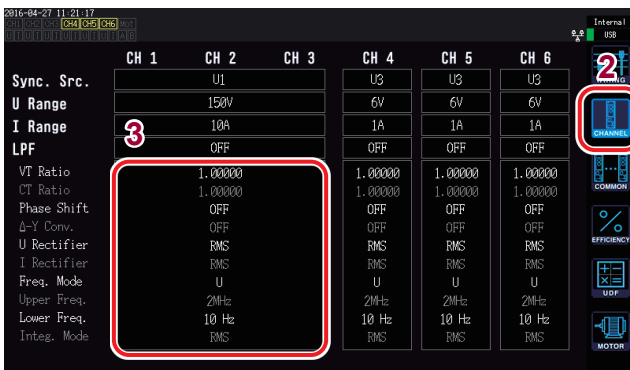 2016-04-27 11:21:17
CH1 CH2 CH3 CH4 CH5 CH6 Mot
U I U I U I U I U I U I A B
Internal
USB
CH 1 CH 2 CH 3 CH 4 CH 5 CH 6
2
WIRING
Sync. Src. U1 U3 U3 U3
U Range 150V 6V 6V 6V
I Range 10A 1A 1A 1A
CHANNEL
3
LPF OFF OFF OFF OFF
VT Ratio 1.00000 1.00000 1.00000 1.00000
CT Ratio 1.00000 1.00000 1.00000 1.00000
COMMON
Phase Shift OFF OFF OFF OFF
Δ-Y Conv. OFF OFF OFF OFF
U Rectifier RMS RMS RMS RMS
EFFICIENCY
I Rectifier RMS RMS RMS RMS
Freq. Mode U U U U
Upper Freq. 2MHz 2MHz 2MHz 2MHz
UDF
Lower Freq. 10 Hz 10 Hz 10 Hz 10 Hz
Integ. Mode RMS RMS RMS RMS
MOTOR